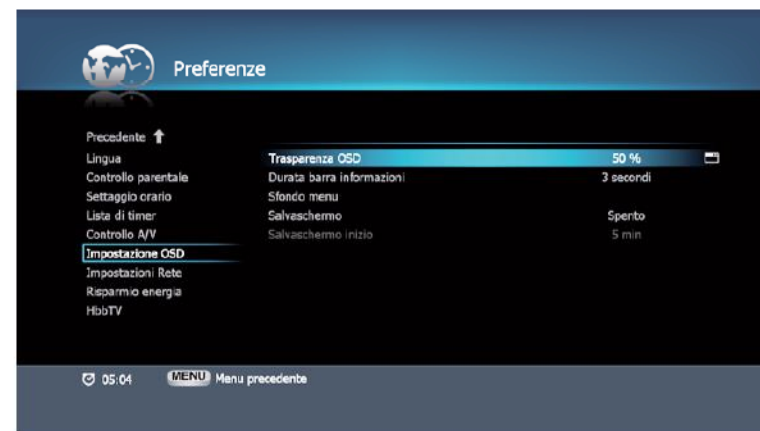 Preferenze
Precedente
Lingua
Trasparenza OSD 50 %
Controllo parentale Durata barra informazioni 3 secondi
Settaggio orario Sfondo menu
Lista di timer Salvaschermo Spento
Controllo A/V Salvaschermo inizio 5 min
Impostazione OSD
Impostazioni Rete
Risparmio energia
HbbTV
05:04 MENU Menu precedente